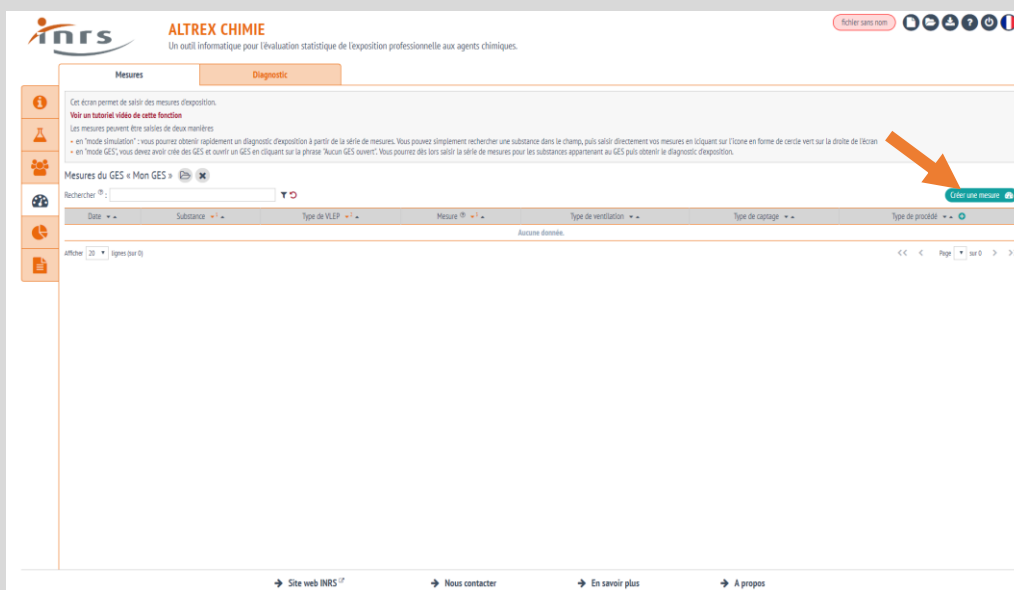 inrs
ALTREX CHIMIE
Un outil informatique pour l'évaluation statistique de l'exposition professionnelle aux agents chimiques.
fichier sans nom
Mesures
Diagnostic
Cet écran permet de saisir des mesures d'exposition.
Voir un tutoriel vidéo de cette fonction
Les mesures peuvent être saisies de deux manières
- en "mode simulation" : vous pourrez obtenir rapidement un diagnostic d'exposition à partir de la série de mesures. Vous pouvez simplement rechercher une substance dans le champ, puis saisir directement vos mesures en (cliquant sur l'icone en forme de cercle vert sur la droite de l'écran
- en "mode GES", vous devez avoir crée des GES et ouvrir un GES en cliquant sur la phrase "Aucun GES ouvert". Vous pourrez dès lors saisir la série de mesures pour les substances appartenant au GES puis obtenir le diagnostic d'exposition.
Mesures du GES « Mon GES »
Rechercher :
Créer une mesure
Date Substance Type de VLEP Mesure Type de ventilation Type de captage Type de procédé
Aucune donnée.
Afficher 20 lignes (sur 0)
<< < Page sur 0 > >
Site web INRS
Nous contacter
En savoir plus
A propos